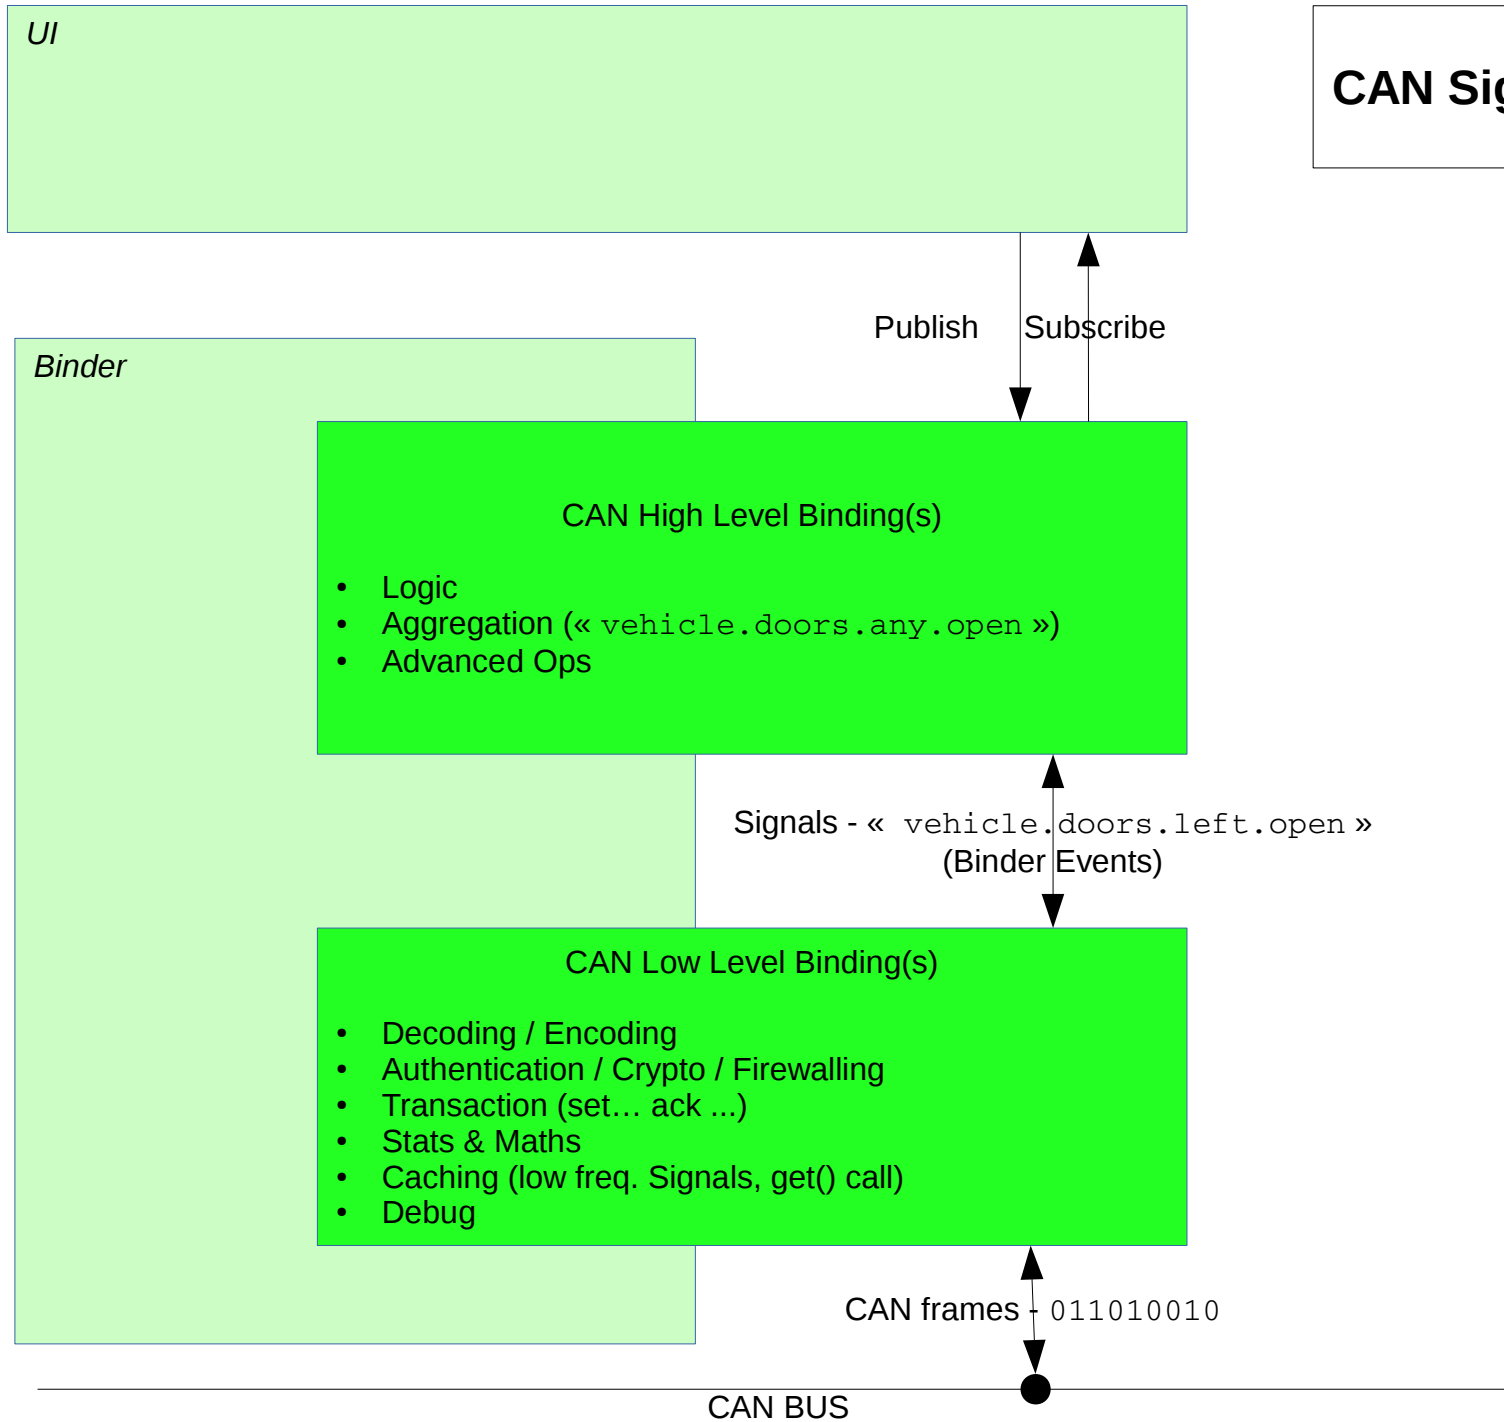 UI
CAN
Publish
Subscribe
Binder
CAN High Level Binding(s)
• Logic
• Aggregation (« vehicle.doors.any.open »)
• Advanced Ops
Signals - « vehicle.doors.left.open »
(Binder Events)
CAN Low Level Binding(s)
• Decoding / Encoding
• Authentication / Crypto / Firewalling
• Transaction (set… ack ...)
• Stats & Maths
• Caching (low freq. Signals, get() call)
• Debug
CAN frames - 011010010
CAN BUS